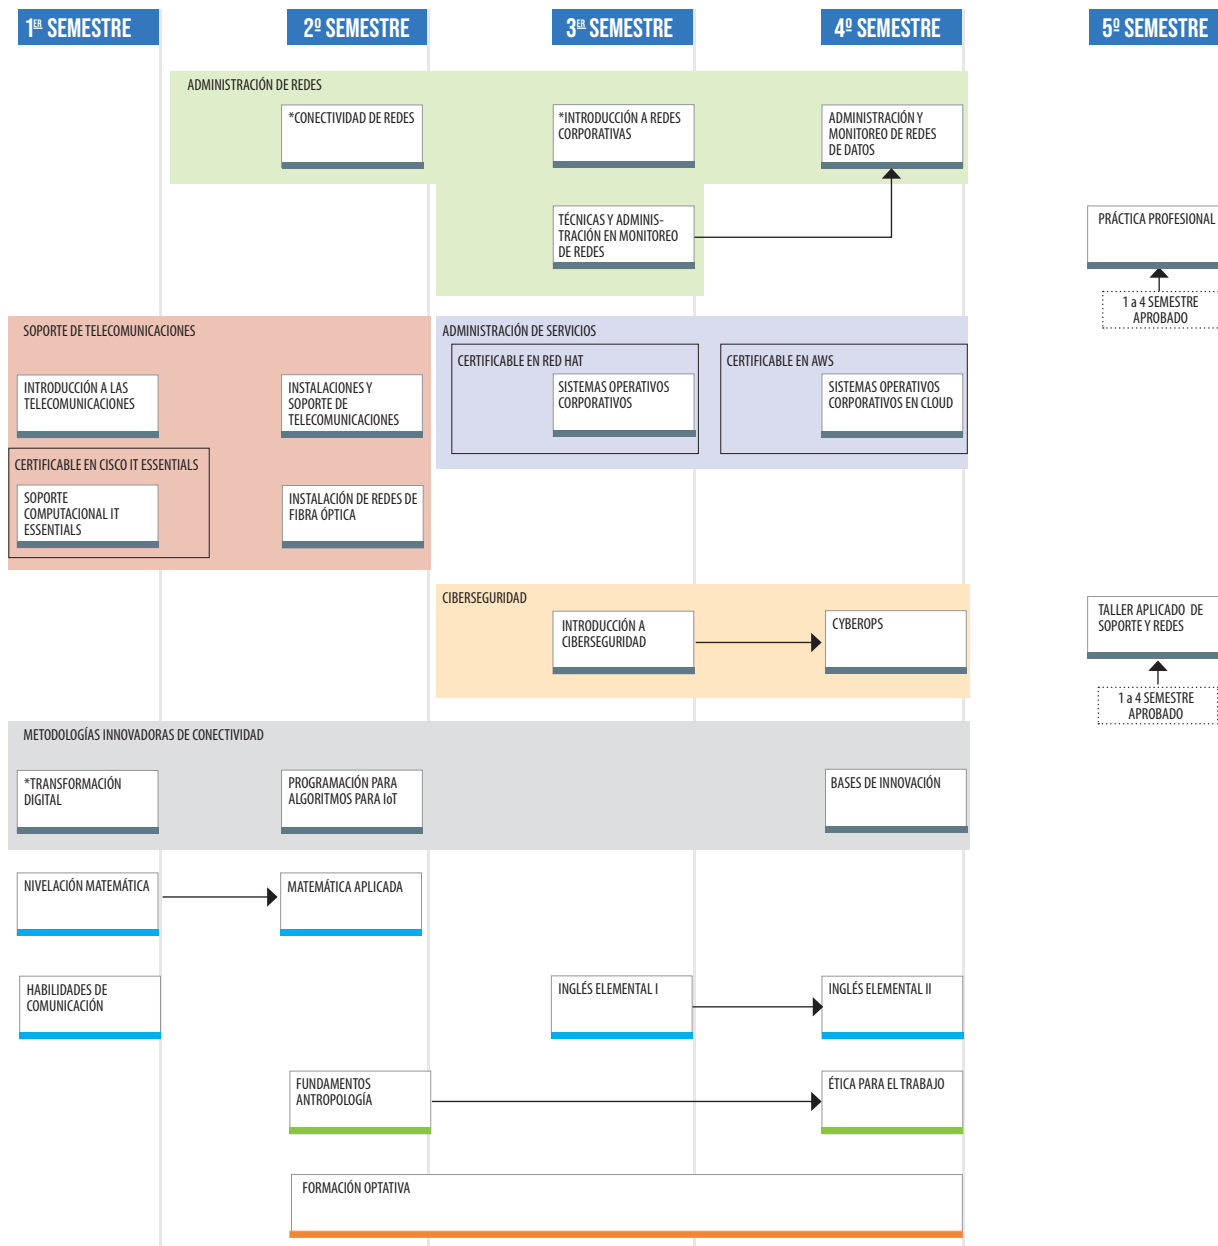 1ER SEMESTRE
2º SEMESTRE
3ER SEMESTRE
4º SEMESTRE
5º SEMESTRE
ADMINISTRACIÓN DE REDES
*CONECTIVIDAD DE REDES
*INTRODUCCIÓN A REDES
CORPORATIVAS
ADMINISTRACIÓN Y
MONITOREO DE REDES
DE DATOS
TÉCNICAS Y ADMINIS-
TRACIÓN EN MONITOREO
DE REDES
PRÁCTICA PROFESIONAL
1 a 4 SEMESTRE
APROBADO
SOPORTE DE TELECOMUNICACIONES
INTRODUCCIÓN A LAS
TELECOMUNICACIONES
INSTALACIONES Y
SOPORTE DE
TELECOMUNICACIONES
CERTIFICABLE EN CISCO IT ESSENTIALS
SOPORTE
COMPUTACIONAL IT
ESSENTIALS
INSTALACIÓN DE REDES DE
FIBRA ÓPTICA
ADMINISTRACIÓN DE SERVICIOS
CERTIFICABLE EN RED HAT
SISTEMAS OPERATIVOS
CORPORATIVOS
CERTIFICABLE EN AWS
SISTEMAS OPERATIVOS
CORPORATIVOS EN CLOUD
CIBERSEGURIDAD
INTRODUCCIÓN A
CIBERSEGURIDAD
CYBEROPS
TALLER APLICADO DE
SOPORTE Y REDES
1 a 4 SEMESTRE
APROBADO
METODOLOGÍAS INNOVADORAS DE CONECTIVIDAD
*TRANSFORMACIÓN
DIGITAL
PROGRAMACIÓN PARA
ALGORITMOS PARA IoT
BASES DE INNOVACIÓN
NIVELACIÓN MATEMÁTICA
MATEMÁTICA APLICADA
HABILIDADES DE
COMUNICACIÓN
INGLÉS ELEMENTAL I
INGLÉS ELEMENTAL II
FUNDAMENTOS
ANTROPOLOGÍA
ÉTICA PARA EL TRABAJO
FORMACIÓN OPTATIVA